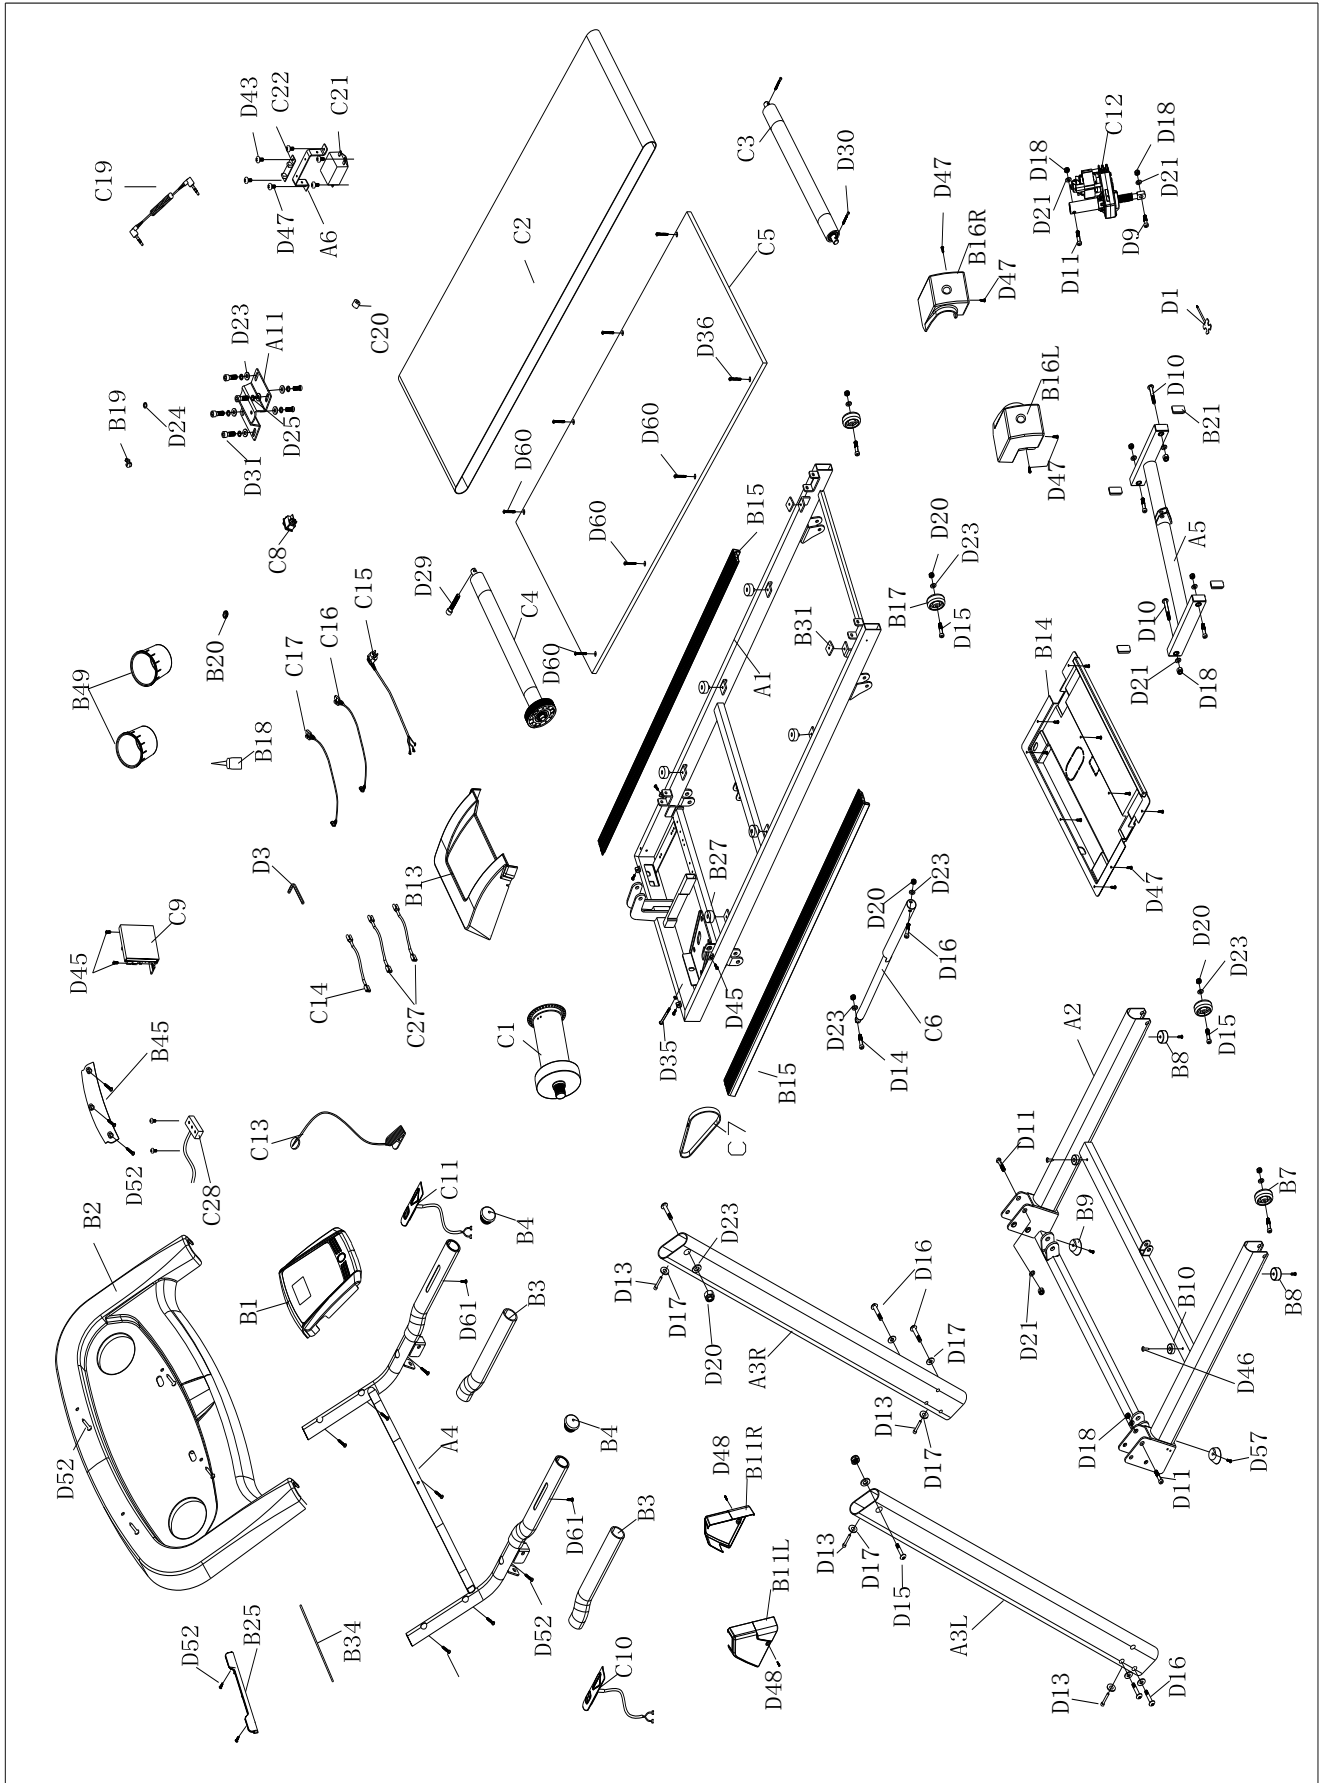 C19
D43
C22
C21
D47
A6
C2
C3
C5
D30
D47
B16R
D47
D18
C12
D18
D21
D21
D11
D9
D1
B19
D24
D23
A11
D31
D25
C20
D36
D60
D60
D60
D60
B16L
D47
D10
B21
A5
D10
D21
D18
C8
B20
B49
B18
C17
C16
C15
D29
C4
B15
D20
D23
B17
D15
B31
A1
B14
D47
D3
B13
C9
D45
C14
C27
C1
B27
D45
D35
B15
D20
D23
D16
D23
C6
D14
D20
D23
D15
A2
B8
B45
D52
C28
C13
C7
D11
B9
B7
B8
B10
D21
D46
D18
D11
D57
B2
B1
C11
B4
D61
B3
D23
D13
D17
D20
D16
A3R
D17
D13
D17
D52
A4
B4
D61
B3
D52
D48
B11R
B11L
D48
D13
D17
D15
A3L
D16
D13
D52
B25
B34
C10